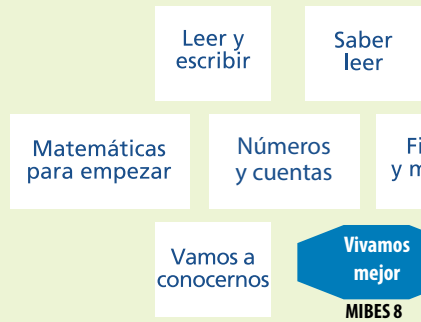 Leer y
escribir
Saber
leer
Matemáticas
para empezar
Números
y cuentas
Vamos a
conocernos
Vivamos
mejor
MIBES 8